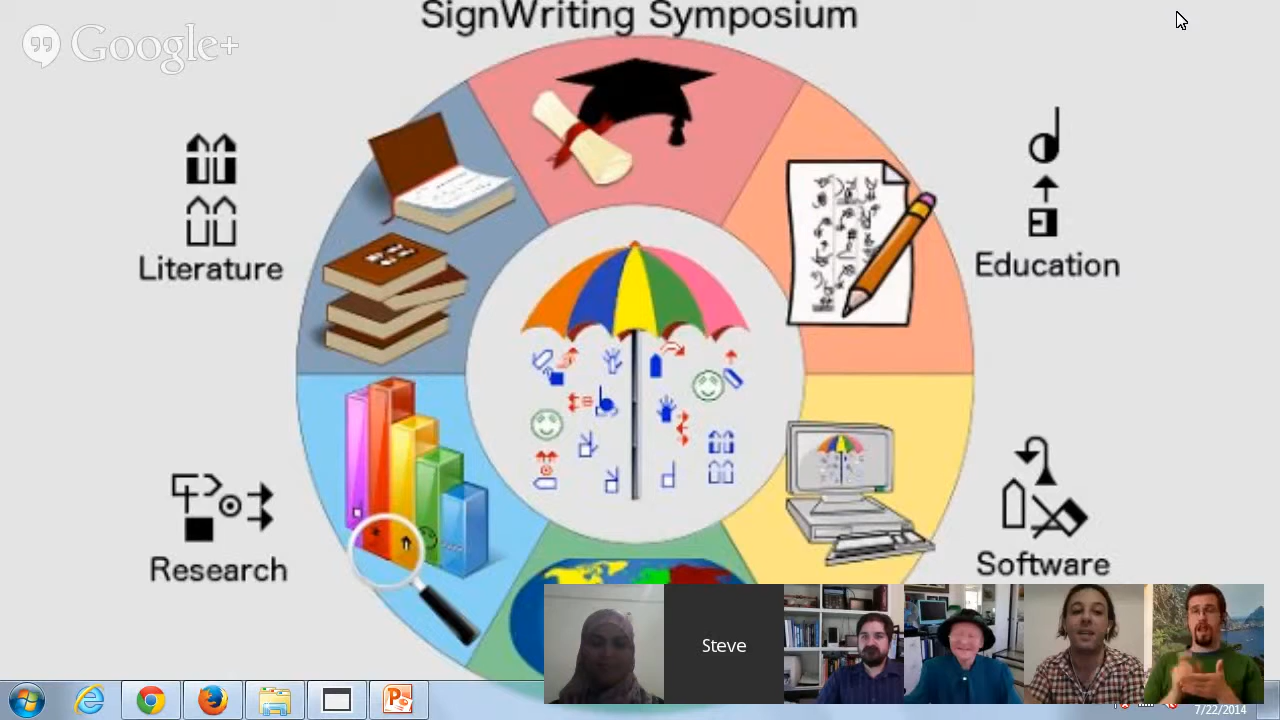 SignWriting Symposium
Google+
Literature
Education
Research
Software
Steve
7/22/2014